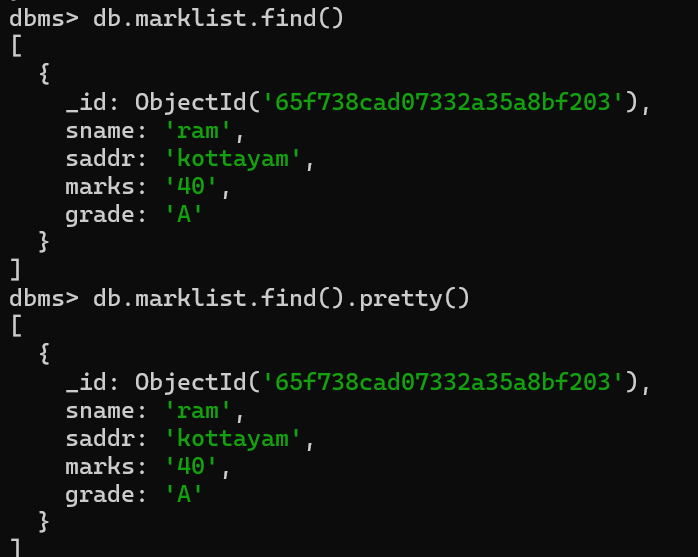 dbms> db.marklist.find()
[
  {
    _id: ObjectId('65f738cad07332a35a8bf203'),
    sname: 'ram',
    saddr: 'kottayam',
    marks: '40',
    grade: 'A'
  }
]
dbms> db.marklist.find().pretty()
[
  {
    _id: ObjectId('65f738cad07332a35a8bf203'),
    sname: 'ram',
    saddr: 'kottayam',
    marks: '40',
    grade: 'A'
  }
]